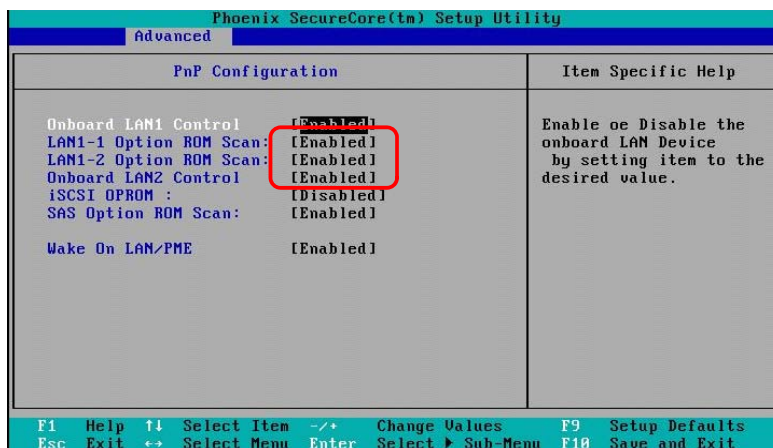 Phoenix SecureCore(tm) Setup Utility
Advanced
PnP Configuration
Item Specific Help
Onboard LAN1 Control [Enabled]
LAN1-1 Option ROM Scan: [Enabled]
LAN1-2 Option ROM Scan: [Enabled]
Onboard LAN2 Control [Enabled]
iSCSI OPROM : [Disabled]
SAS Option ROM Scan: [Enabled]
Wake On LAN/PME [Enabled]
Enable oe Disable the
onboard LAN Device
by setting item to the
desired value.
F1 Help ↑↓ Select Item -/+ Change Values F9 Setup Defaults
Esc Exit ↔ Select Menu Enter Select ▶ Sub-Menu F10 Save and Exit